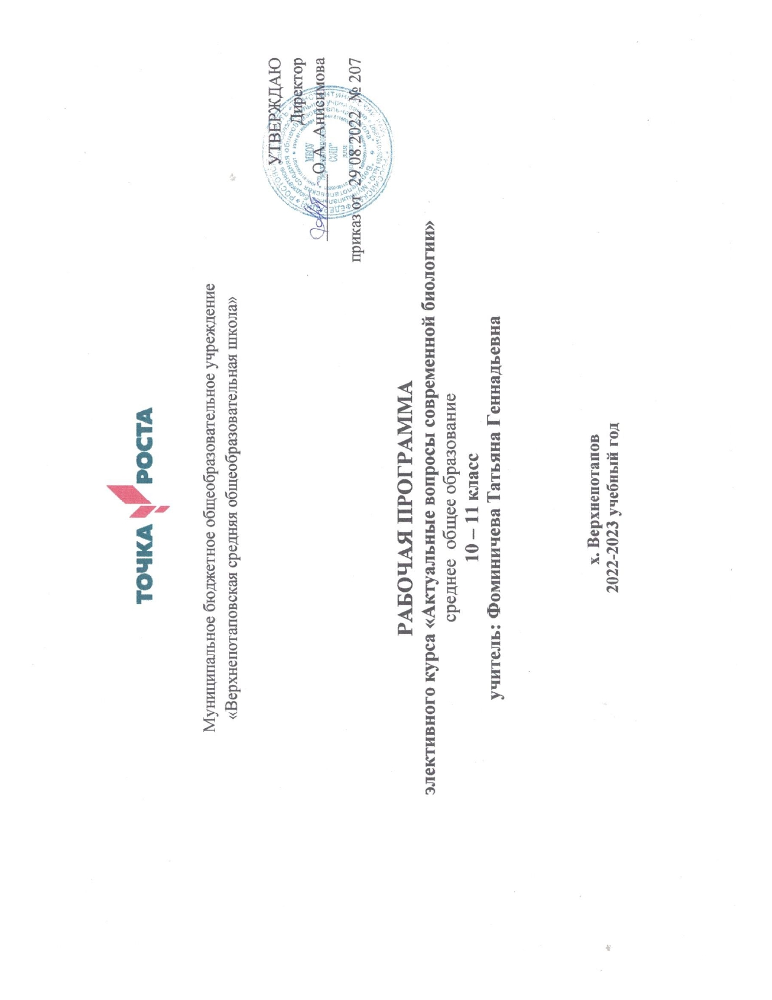 ТОЧКА РОСТА
Муниципальное бюджетное общеобразовательное учреждение
«Верхнепотаповская средняя общеобразовательная школа»
УТВЕРЖДАЮ
Директор
О.А. Анисимова
приказ от 29.08.2022 № 207
МБОУ
СОШ"
для
РАБОЧАЯ ПРОГРАММА
элективного курса «Актуальные вопросы современной биологии»
среднее общее образование
10 – 11 класс
учитель: Фоминичева Татьяна Геннадьевна
х. Верхнепотапов
2022-2023 учебный год